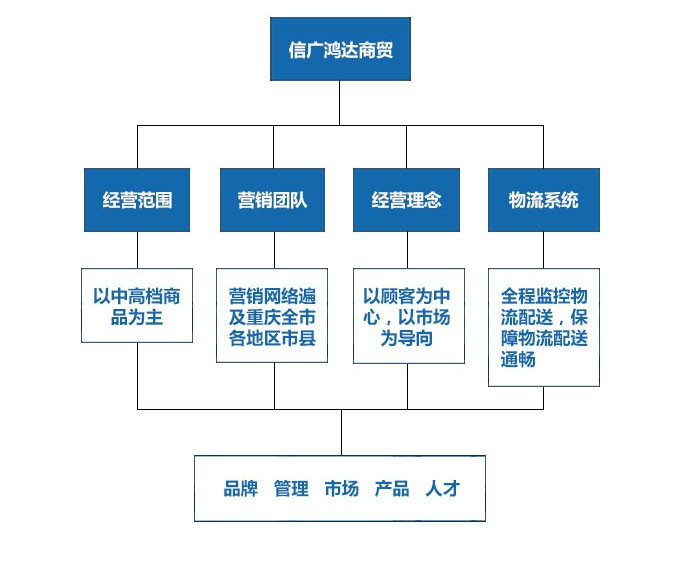 信广鸿达商贸
经营范围
营销团队
经营理念
物流系统
以中高档商
品为主
营销网络遍
及重庆全市
各地区市县
以顾客为中
心，以市场
为导向
全程监控物
流配送，保
障物流配送
通畅
品牌 管理 市场 产品 人才